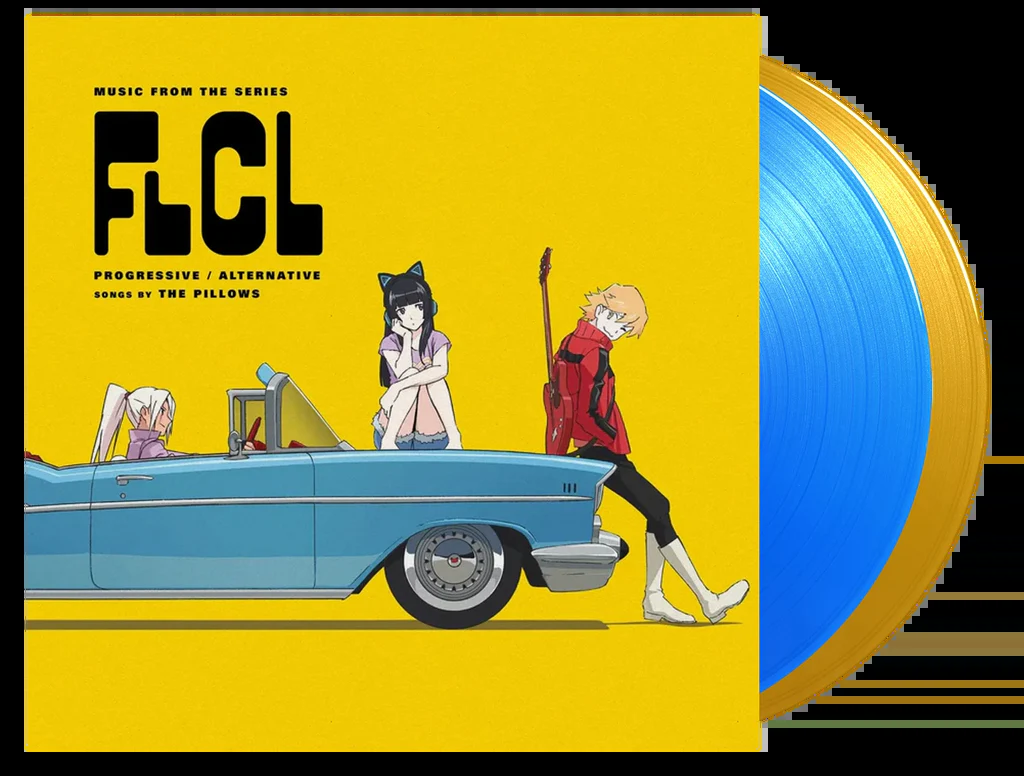 MUSIC FROM THE SERIES
FLCL
PROGRESSIVE / ALTERNATIVE
SONGS BY THE PILLOWS